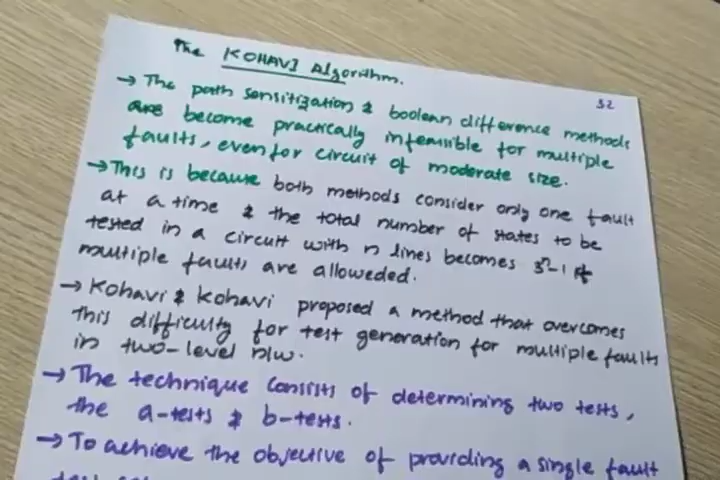 The KOHAVI Algorithm.
32
→ The path sensitization & boolean difference methods
are become practically infeasible for multiple
faults, even for circuit of moderate size.
→ This is because both methods consider only one fault
at a time & the total number of states to be
tested in a circuit with n lines becomes 3ⁿ-1 if
multiple faults are alloweded.
→ Kohavi & kohavi proposed a method that overcomes
this difficulty for test generation for multiple faults
in two-level n/w.
→ The technique consists of determining two tests,
the a-tests & b-tests.
→ To achieve the objective of providing a single fault